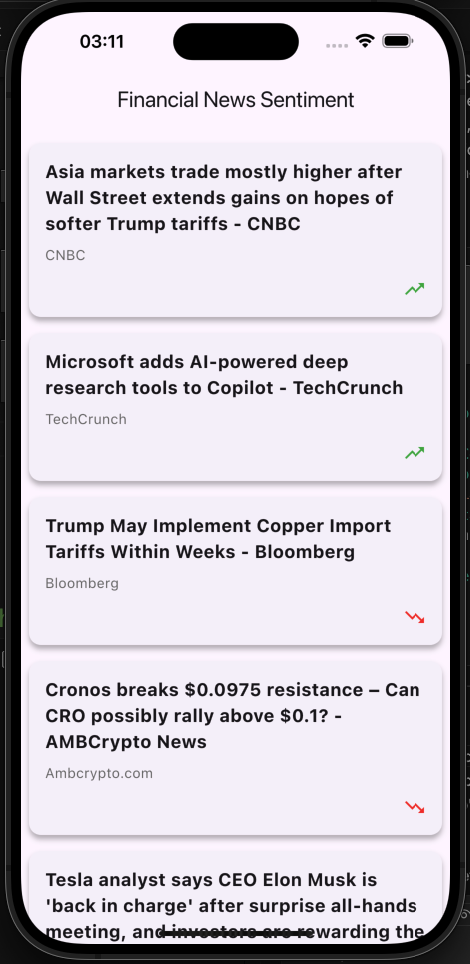 03:11
Financial News Sentiment
Asia markets trade mostly higher after
Wall Street extends gains on hopes of
softer Trump tariffs - CNBC
CNBC
Microsoft adds AI-powered deep
research tools to Copilot - TechCrunch
TechCrunch
Trump May Implement Copper Import
Tariffs Within Weeks - Bloomberg
Bloomberg
Cronos breaks $0.0975 resistance – Can
CRO possibly rally above $0.1? -
AMBCrypto News
Ambcrypto.com
Tesla analyst says CEO Elon Musk is
'back in charge' after surprise all-hands
meeting, and investors are rewarding the